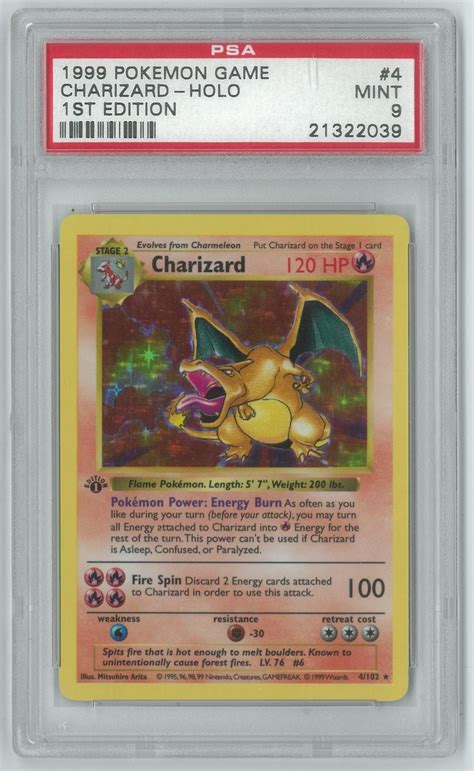 PSA
1999 POKEMON GAME #4
CHARIZARD - HOLO MINT
1ST EDITION 9
21322039
STAGE 2 Evolves from Charmeleon Put Charizard on the Stage 1 card
Charizard 120 HP
EDITION
1
Flame Pokémon. Length: 5' 7", Weight: 200 lbs.
Pokémon Power: Energy Burn As often as you
like during your turn (before your attack), you may turn
all Energy attached to Charizard into Energy for the
rest of the turn. This power can't be used if Charizard
is Asleep, Confused, or Paralyzed.
Fire Spin Discard 2 Energy cards attached
to Charizard in order to use this attack. 100
weakness resistance retreat cost
-30
Spits fire that is hot enough to melt boulders. Known to
unintentionally cause forest fires. LV. 76 #6
Illus. Mitsuhiro Arita © 1995, 96, 98, 99 Nintendo, Creatures, GAMEFREAK. © 1999 Wizards. 4/102 ★